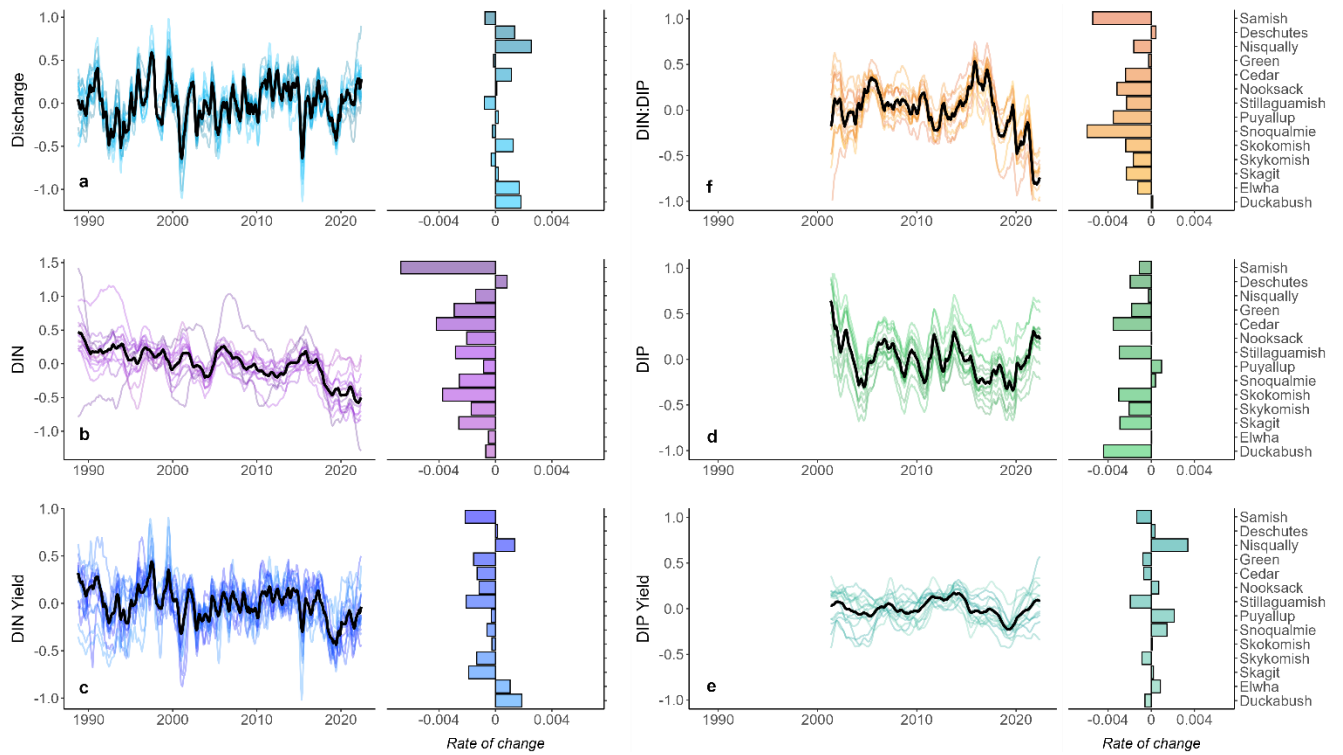 Discharge
1.0
0.5
0.0
-0.5
-1.0
a
1990 2000 2010 2020
-0.004 0 0.004
DIN:DIP
1.0
0.5
0.0
-0.5
-1.0
f
1990 2000 2010 2020
-0.004 0 0.004
Samish
Deschutes
Nisqually
Green
Cedar
Nooksack
Stillaguamish
Puyallup
Snoqualmie
Skokomish
Skykomish
Skagit
Elwha
Duckabush
DIN
1.5
1.0
0.5
0.0
-0.5
-1.0
b
1990 2000 2010 2020
-0.004 0 0.004
DIP
1.0
0.5
0.0
-0.5
-1.0
d
1990 2000 2010 2020
-0.004 0 0.004
Samish
Deschutes
Nisqually
Green
Cedar
Nooksack
Stillaguamish
Puyallup
Snoqualmie
Skokomish
Skykomish
Skagit
Elwha
Duckabush
DIN Yield
1.0
0.5
0.0
-0.5
-1.0
c
1990 2000 2010 2020
-0.004 0 0.004
Rate of change
DIP Yield
1.0
0.5
0.0
-0.5
-1.0
e
1990 2000 2010 2020
-0.004 0 0.004
Rate of change
Samish
Deschutes
Nisqually
Green
Cedar
Nooksack
Stillaguamish
Puyallup
Snoqualmie
Skokomish
Skykomish
Skagit
Elwha
Duckabush